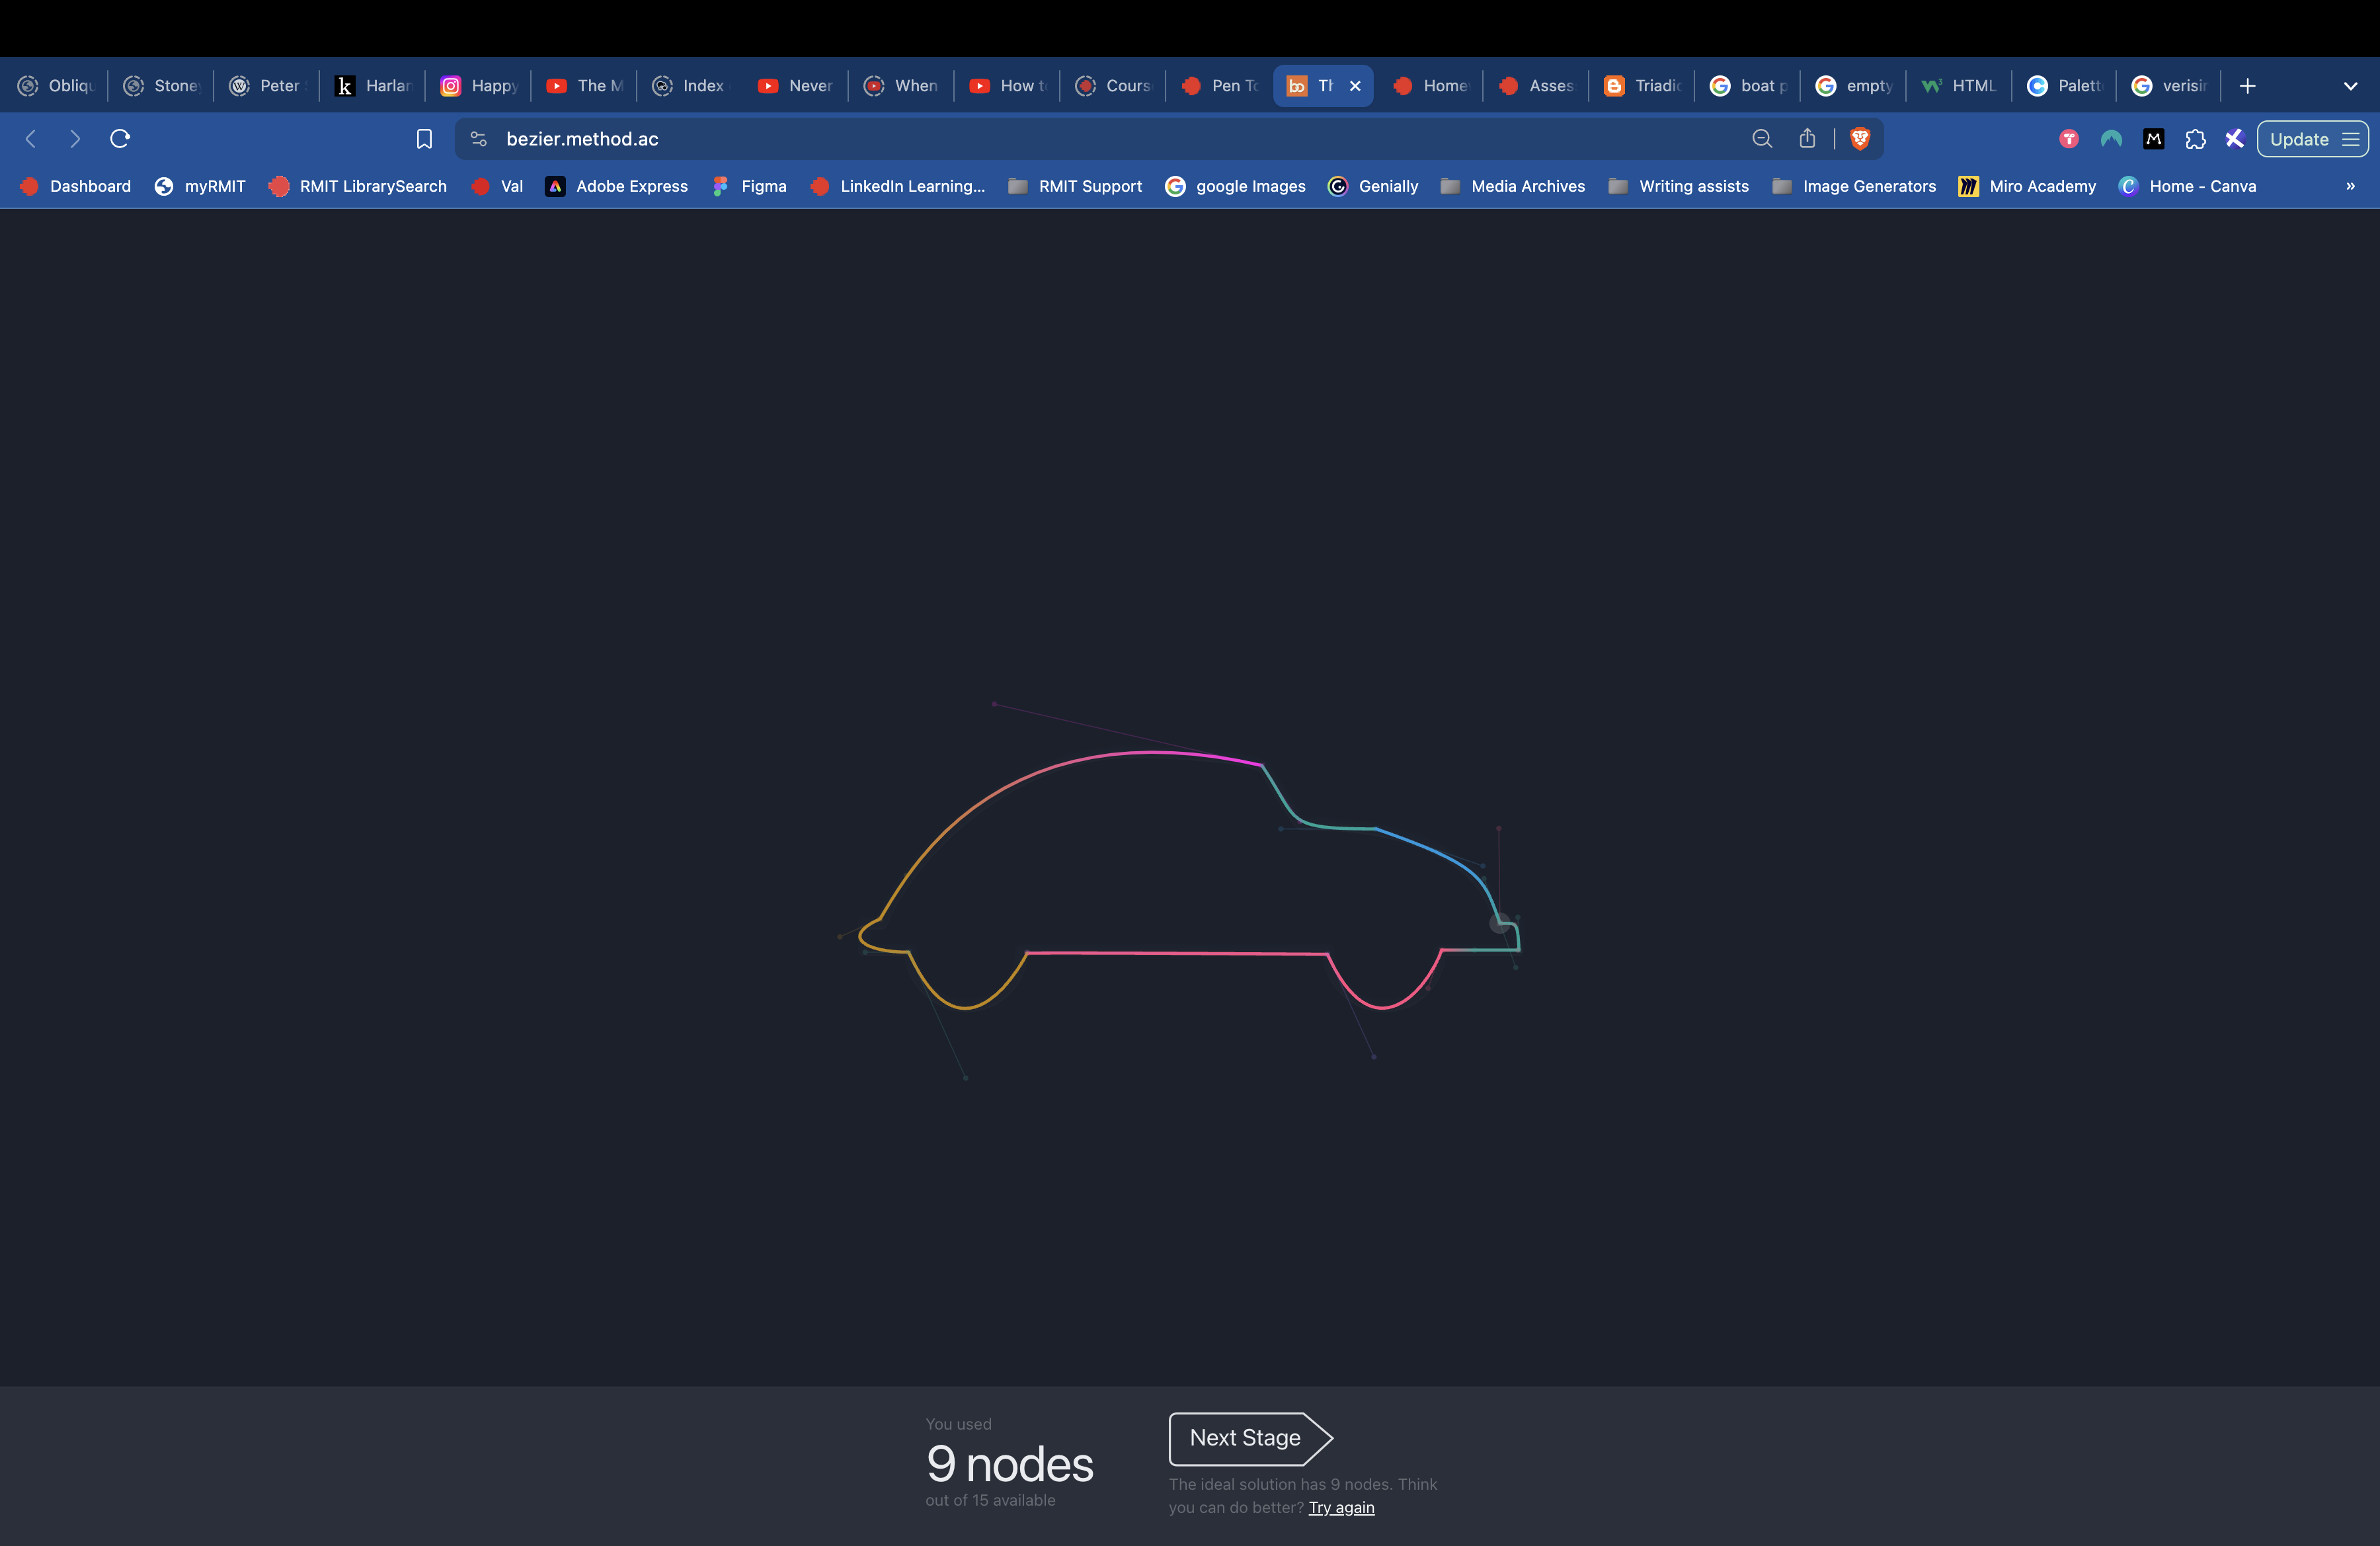 Obliqu Stone Peter Harlan Happy The M Index Never When How to Cours Pen To Th Home Asses Triadic boat p empty HTML Palett verisin
bezier.method.ac Update
Dashboard myRMIT RMIT LibrarySearch Val Adobe Express Figma LinkedIn Learning... RMIT Support google Images Genially Media Archives Writing assists Image Generators Miro Academy Home - Canva »
You used
9 nodes
out of 15 available
Next Stage
The ideal solution has 9 nodes. Think
you can do better? Try again